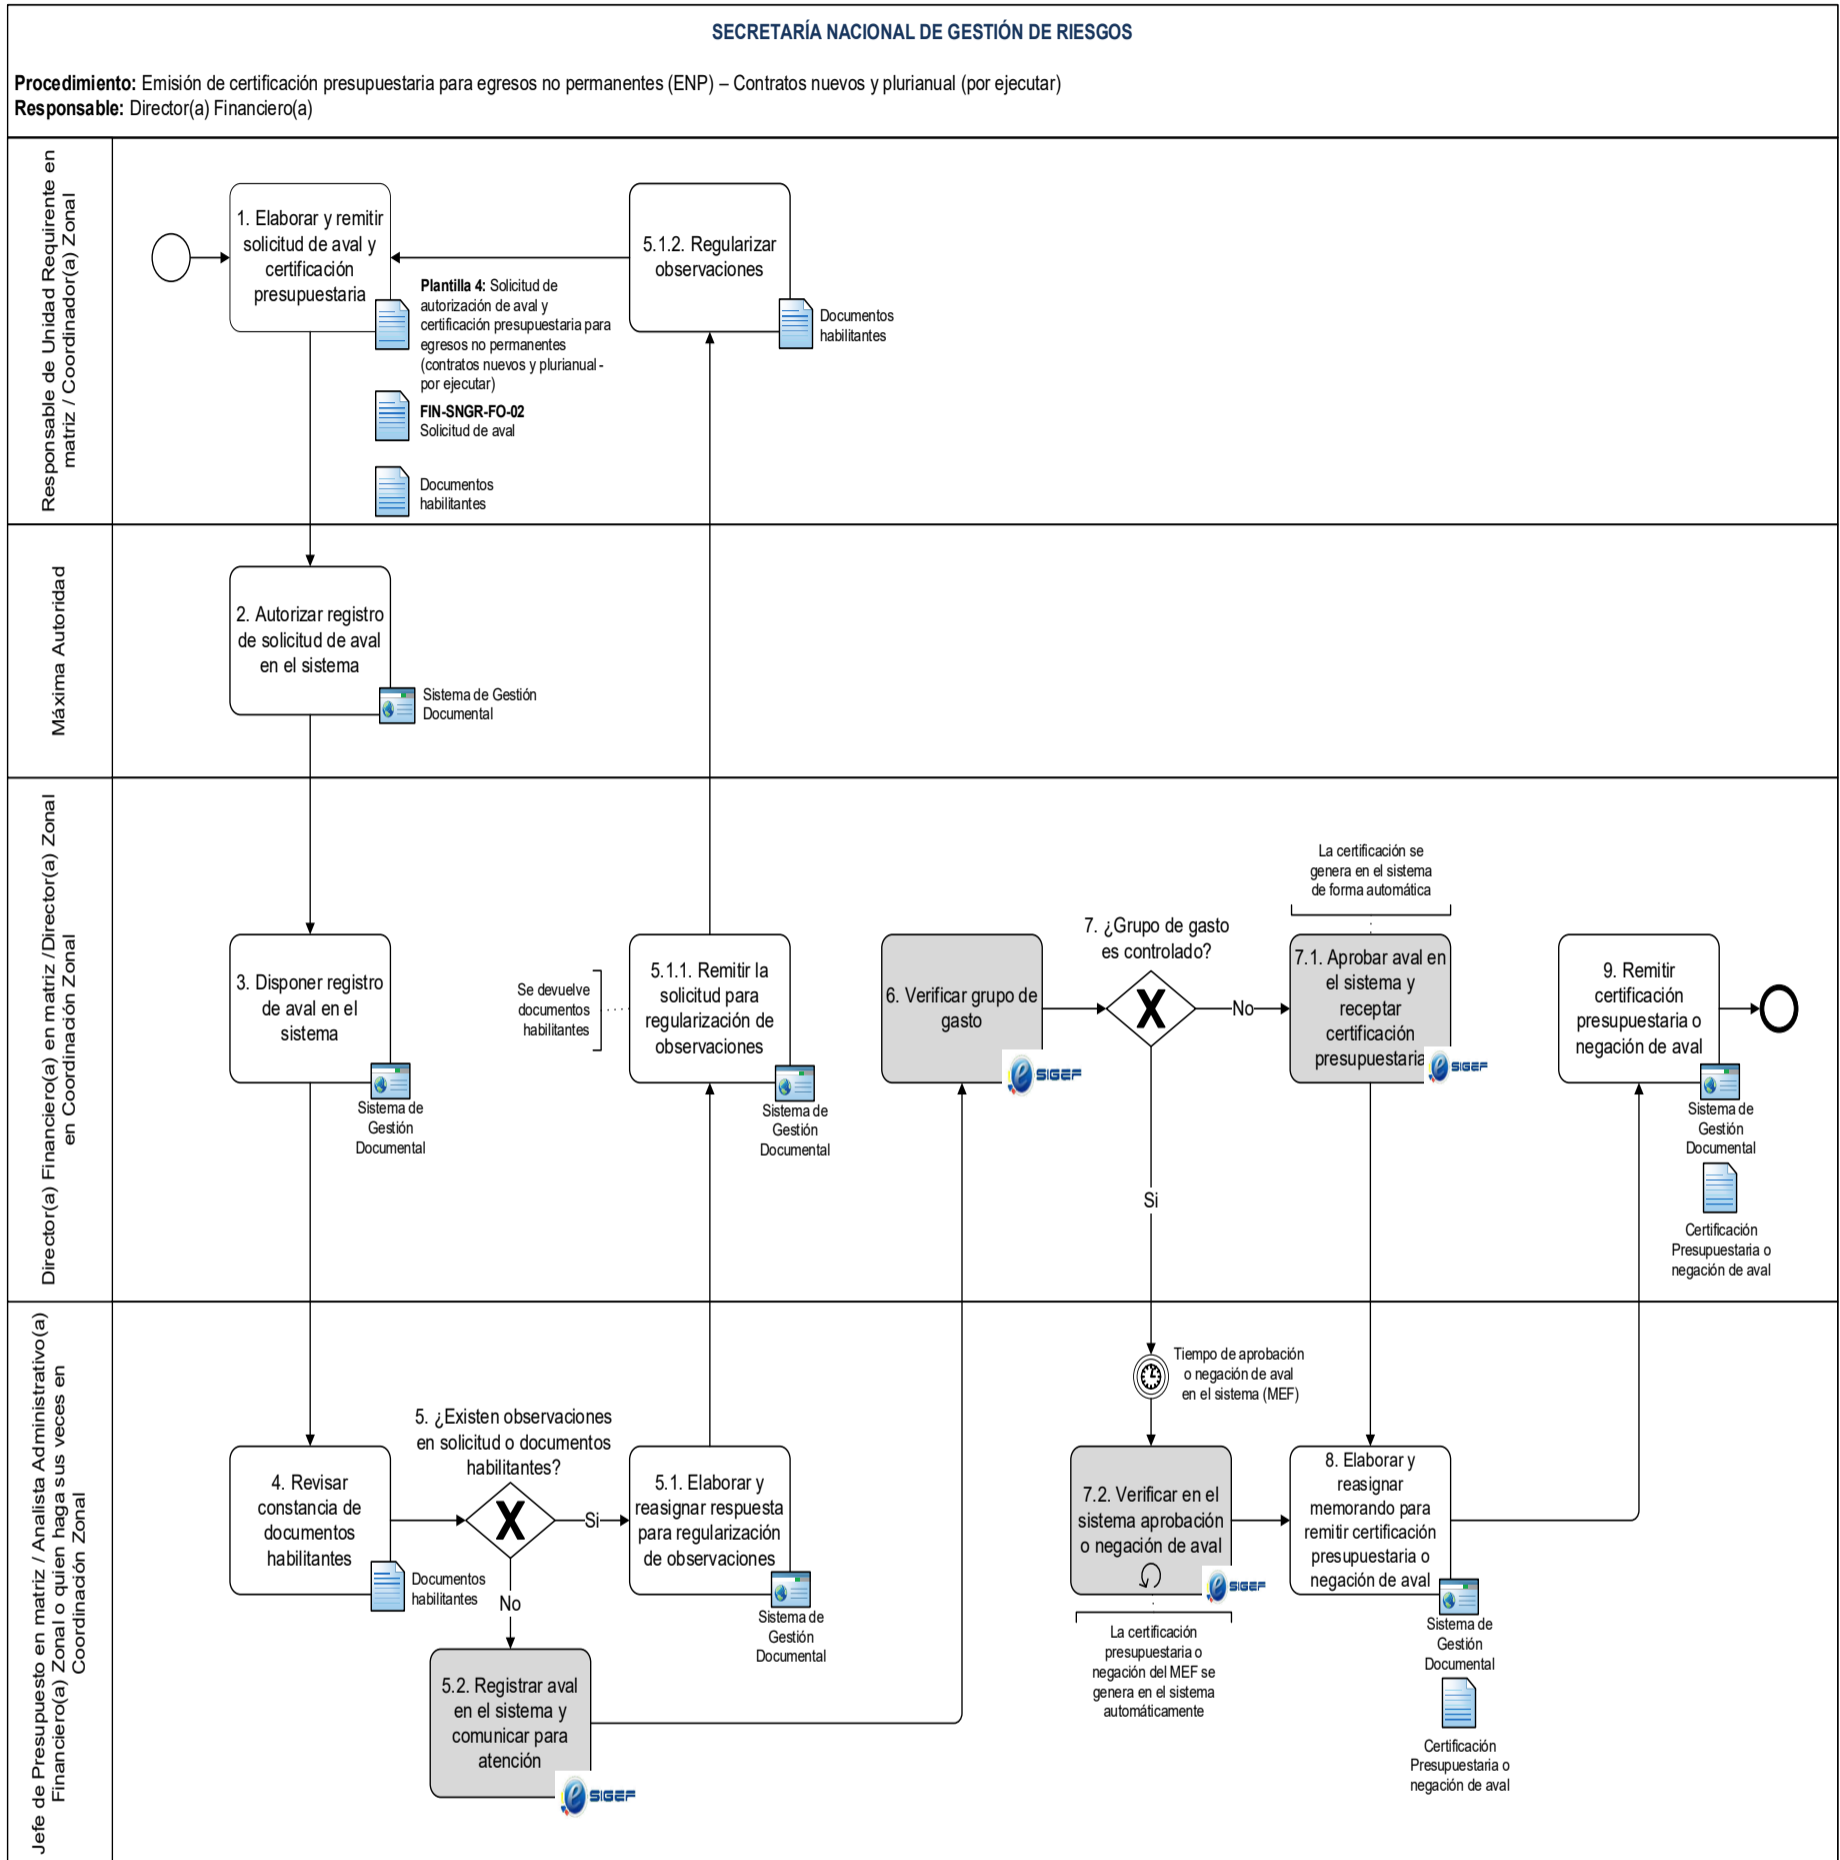 SECRETARÍA NACIONAL DE GESTIÓN DE RIESGOS
Procedimiento: Emisión de certificación presupuestaria para egresos no permanentes (ENP) – Contratos nuevos y plurianual (por ejecutar)
Responsable: Director(a) Financiero(a)
Responsable de Unidad Requirente en
matriz / Coordinador(a) Zonal
1. Elaborar y remitir
solicitud de aval y
certificación
presupuestaria
Plantilla 4: Solicitud de
autorización de aval y
certificación presupuestaria para
egresos no permanentes
(contratos nuevos y plurianual -
por ejecutar)
FIN-SNGR-FO-02
Solicitud de aval
Documentos
habilitantes
5.1.2. Regularizar
observaciones
Documentos
habilitantes
Máxima Autoridad
2. Autorizar registro
de solicitud de aval
en el sistema
Sistema de Gestión
Documental
Director(a) Financiero(a) en matriz /Director(a) Zonal
en Coordinación Zonal
3. Disponer registro
de aval en el
sistema
Sistema de
Gestión
Documental
Se devuelve
documentos
habilitantes
5.1.1. Remitir la
solicitud para
regularización de
observaciones
Sistema de
Gestión
Documental
6. Verificar grupo de
gasto
e SIGEF
7. ¿Grupo de gasto
es controlado?
X
No
Si
La certificación se
genera en el sistema
de forma automática
7.1. Aprobar aval en
el sistema y
receptar
certificación
presupuestaria
e SIGEF
9. Remitir
certificación
presupuestaria o
negación de aval
Sistema de
Gestión
Documental
Certificación
Presupuestaria o
negación de aval
Jefe de Presupuesto en matriz / Analista Administrativo(a)
Financiero(a) Zonal o quien haga sus veces en
Coordinación Zonal
4. Revisar
constancia de
documentos
habilitantes
Documentos
habilitantes
5. ¿Existen observaciones
en solicitud o documentos
habilitantes?
X
Si
No
5.1. Elaborar y
reasignar respuesta
para regularización
de observaciones
Sistema de
Gestión
Documental
5.2. Registrar aval
en el sistema y
comunicar para
atención
e SIGEF
Tiempo de aprobación
o negación de aval
en el sistema (MEF)
7.2. Verificar en el
sistema aprobación
o negación de aval
e SIGEF
La certificación
presupuestaria o
negación del MEF se
genera en el sistema
automáticamente
8. Elaborar y
reasignar
memorando para
remitir certificación
presupuestaria o
negación de aval
Sistema de
Gestión
Documental
Certificación
Presupuestaria o
negación de aval